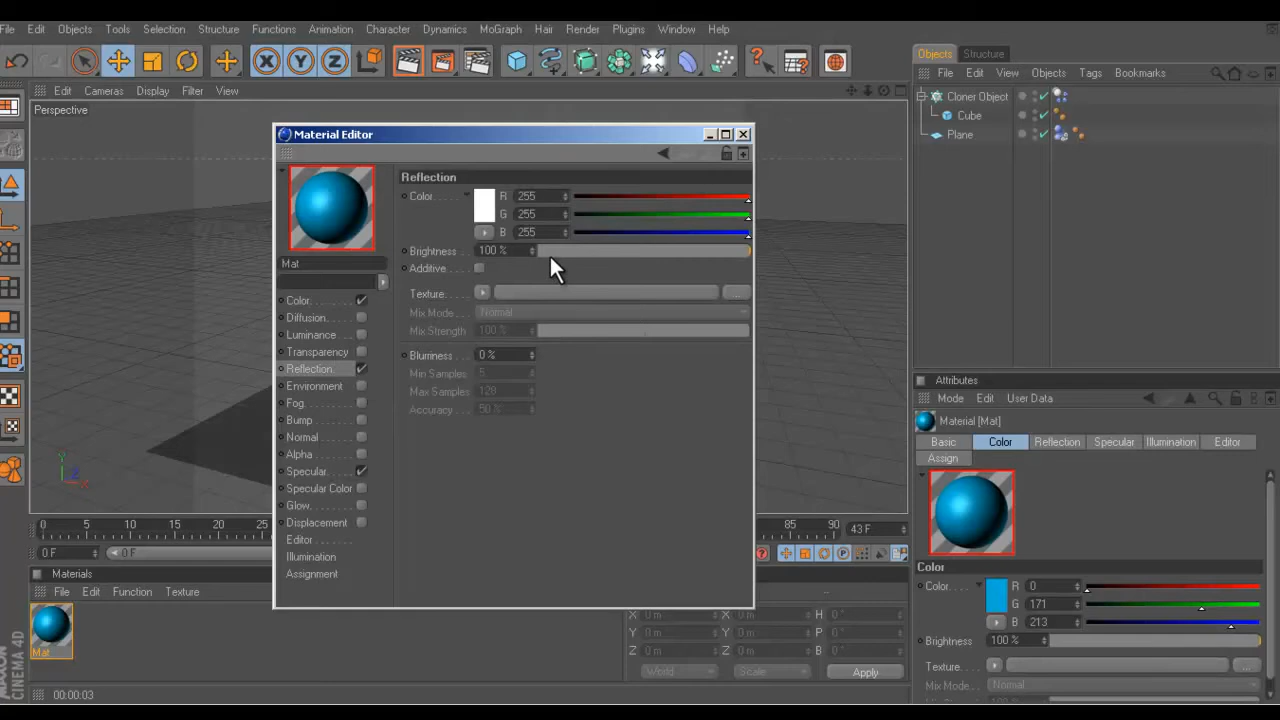 File Edit Objects Tools Selection Structure Functions Animation Character Dynamics MoGraph Hair Render Plugins Window Help
Edit Cameras Display Filter View
Perspective
Objects Structure
File Edit View Objects Tags Bookmarks
Cloner Object
Cube
Plane
Material Editor
Reflection
Color R 255
G 255
B 255
Brightness 100 %
Additive
Texture ...
Mix Mode Normal
Mix Strength 100 %
Blurriness 0 %
Min Samples 5
Max Samples 128
Accuracy 50 %
Mat
Color
Diffusion
Luminance
Transparency
Reflection
Environment
Fog
Bump
Normal
Alpha
Specular
Specular Color
Glow
Displacement
Editor
Illumination
Assignment
Attributes
Mode Edit User Data
Material [Mat]
Basic Color Reflection Specular Illumination Editor
Assign
Color
Color R 0
G 171
B 213
Brightness 100 %
Texture ...
Mix Mode Normal
0 5 10 15 20 25 85 90 43 F
0 F 0 F
Materials
File Edit Function Texture
Mat
X 0 m X 0 m H 0 °
Y 0 m Y 0 m P 0 °
Z 0 m Z 0 m B 0 °
World Scale Apply
MAXON
CINEMA 4D
00:00:03